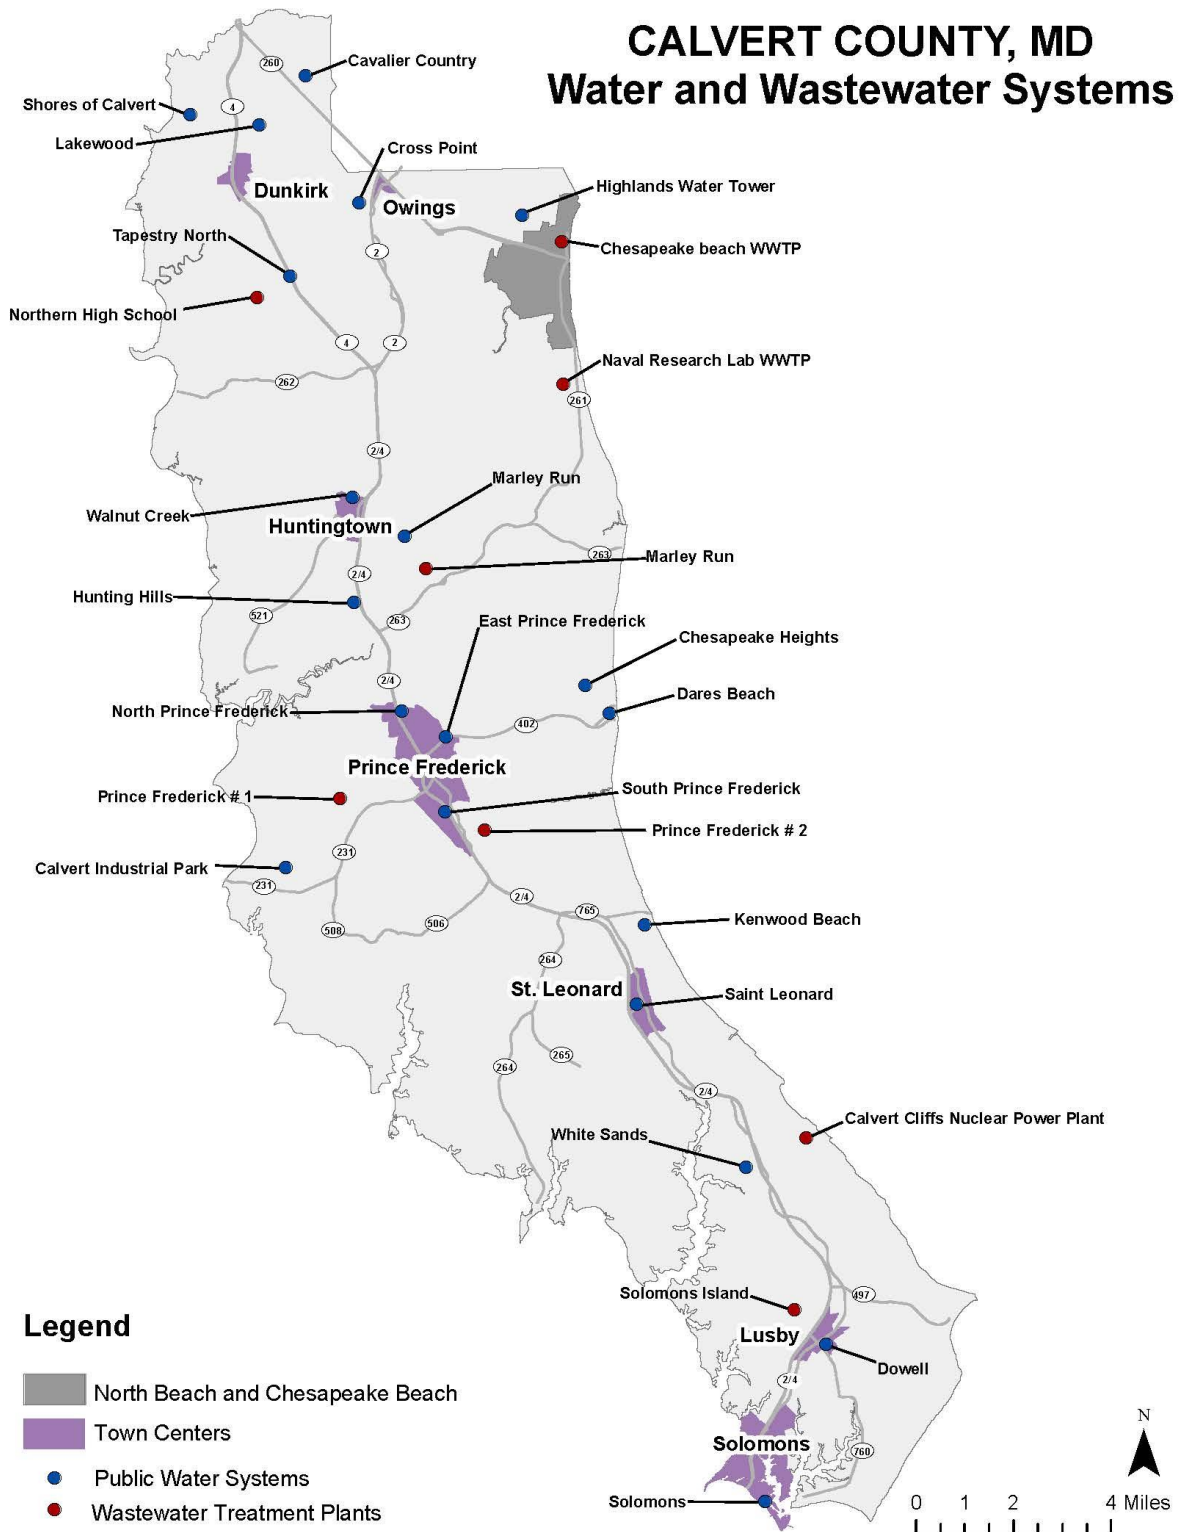 CALVERT COUNTY, MD
Water and Wastewater Systems
260
Cavalier Country
Shores of Calvert
4
Lakewood
Cross Point
Dunkirk
Highlands Water Tower
Owings
Tapestry North
Chesapeake beach WWTP
2
Northern High School
4
2
Naval Research Lab WWTP
262
261
2/4
Marley Run
Walnut Creek
Huntingtown
263
Marley Run
2/4
Hunting Hills
521
263
East Prince Frederick
Chesapeake Heights
2/4
Dares Beach
North Prince Frederick
402
Prince Frederick
South Prince Frederick
Prince Frederick # 1
Prince Frederick # 2
231
Calvert Industrial Park
231
2/4
765
Kenwood Beach
508
506
264
St. Leonard
Saint Leonard
265
264
2/4
Calvert Cliffs Nuclear Power Plant
White Sands
Solomons Island
497
Lusby
Dowell
2/4
Solomons
760
Solomons
Legend
North Beach and Chesapeake Beach
Town Centers
Public Water Systems
Wastewater Treatment Plants
N
0 1 2 4 Miles